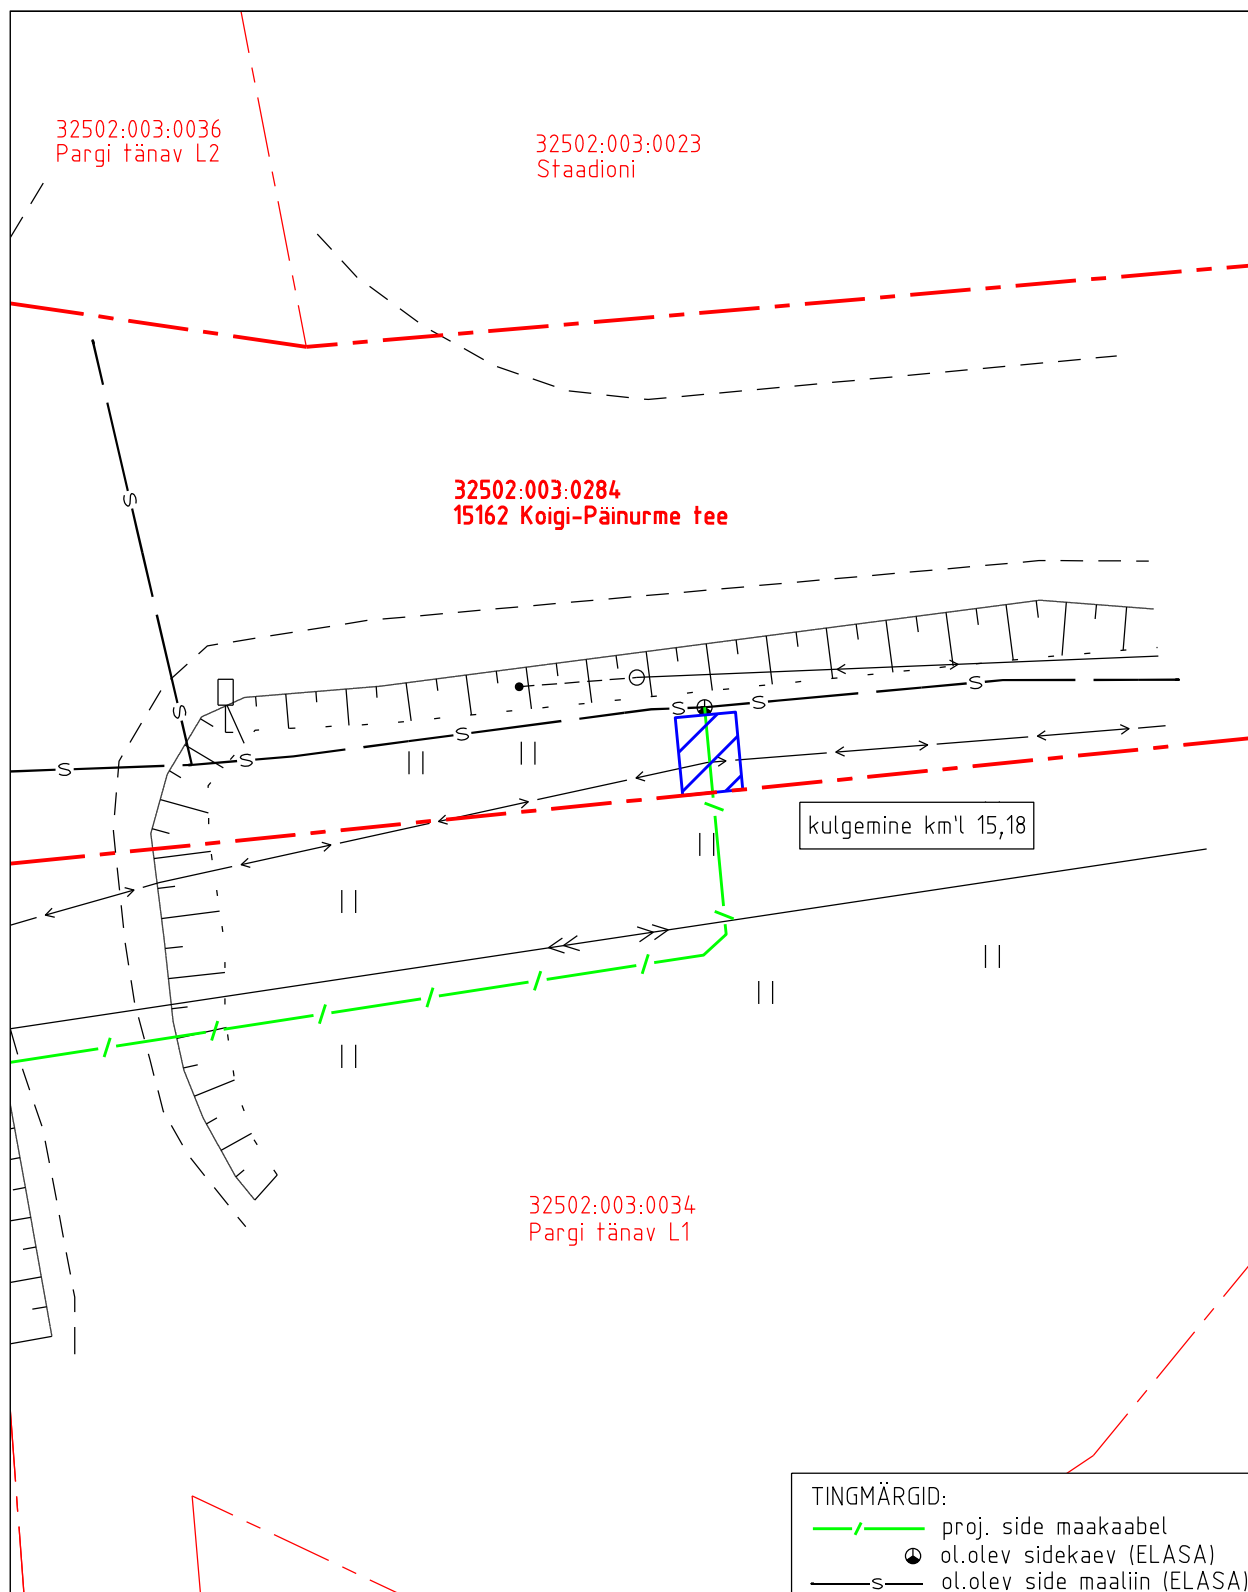 32502:003:0036
Pargi tänav L2
32502:003:0023
Staadioni
32502:003:0284
15162 Koigi-Päinurme tee
S
S
S
S
S
S
S
S
kulgemine km'l 15,18
32502:003:0034
Pargi tänav L1
TINGMÄRGID:
proj. side maakaabel
ol.olev sidekaev (ELASA)
S ol.olev side maaliin (ELASA)